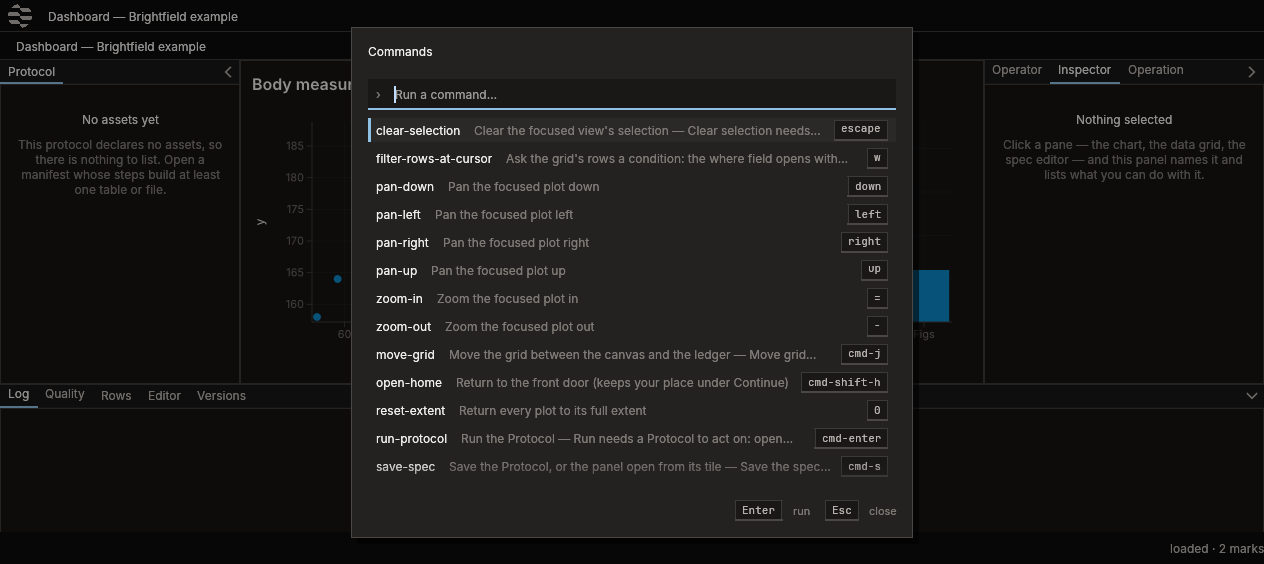 Dashboard — Brightfield example
Dashboard — Brightfield example
Protocol
No assets yet
This protocol declares no assets, so
there is nothing to list. Open a
manifest whose steps build at least
one table or file.
Body measur
y
185
180
175
170
165
160
60
Figs
Commands
› Run a command...
clear-selection Clear the focused view's selection — Clear selection needs... escape
filter-rows-at-cursor Ask the grid's rows a condition: the where field opens with... w
pan-down Pan the focused plot down down
pan-left Pan the focused plot left left
pan-right Pan the focused plot right right
pan-up Pan the focused plot up up
zoom-in Zoom the focused plot in =
zoom-out Zoom the focused plot out -
move-grid Move the grid between the canvas and the ledger — Move grid... cmd-j
open-home Return to the front door (keeps your place under Continue) cmd-shift-h
reset-extent Return every plot to its full extent 0
run-protocol Run the Protocol — Run needs a Protocol to act on: open... cmd-enter
save-spec Save the Protocol, or the panel open from its tile — Save the spec... cmd-s
Enter run Esc close
Operator Inspector Operation
Nothing selected
Click a pane — the chart, the data grid, the
spec editor — and this panel names it and
lists what you can do with it.
Log Quality Rows Editor Versions
loaded · 2 marks